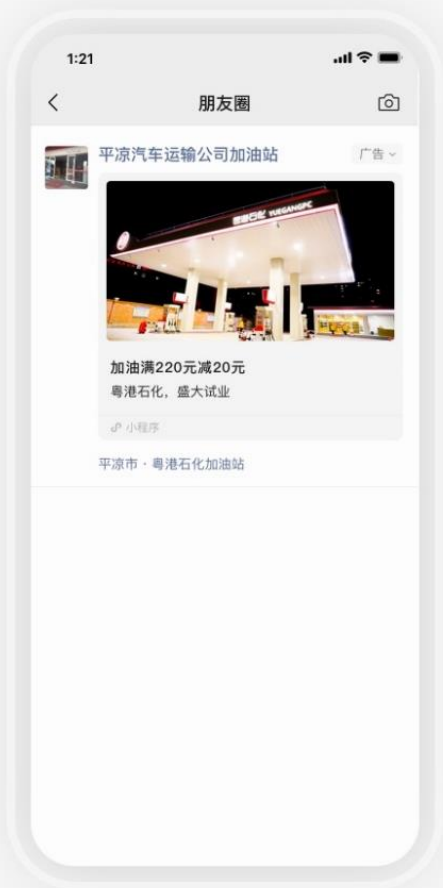 1:21
朋友圈
平凉汽车运输公司加油站
广告
粤港石化 YUEGANGPC
加油满220元减20元
粤港石化，盛大试业
小程序
平凉市 · 粤港石化加油站